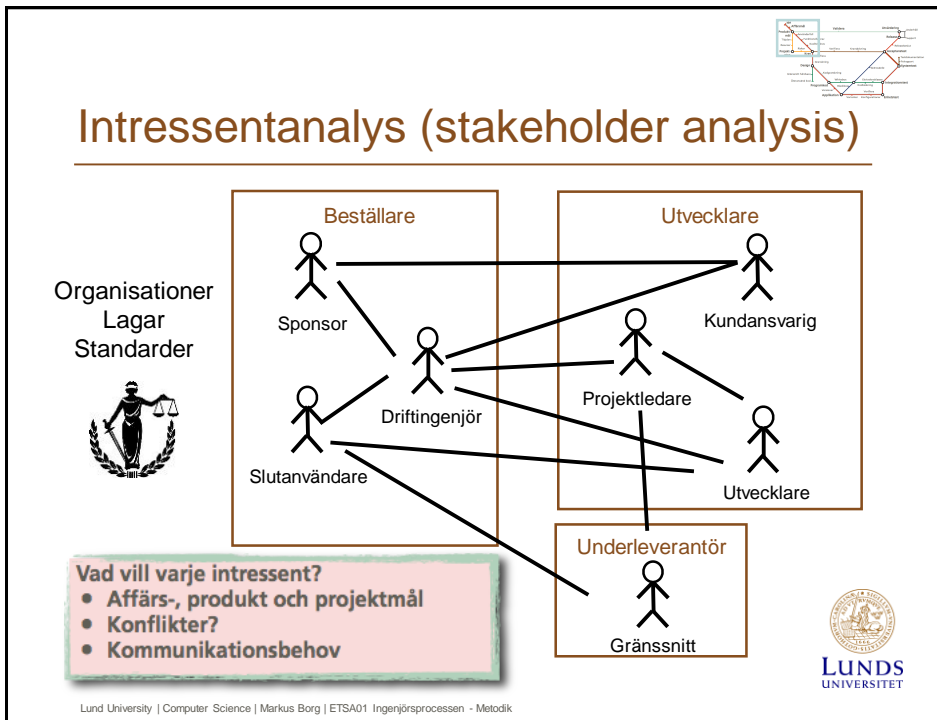 Intressentanalys (stakeholder analysis)
Beställare
Utvecklare
Organisationer
Lagar
Standarder
Sponsor
Kundansvarig
Driftingenjör
Projektledare
Slutanvändare
Utvecklare
Underleverantör
Gränssnitt
Vad vill varje intressent?
• Affärs-, produkt och projektmål
• Konflikter?
• Kommunikationsbehov
LUNDS
UNIVERSITET
Lund University | Computer Science | Markus Borg | ETSA01 Ingenjörsprocessen - Metodik